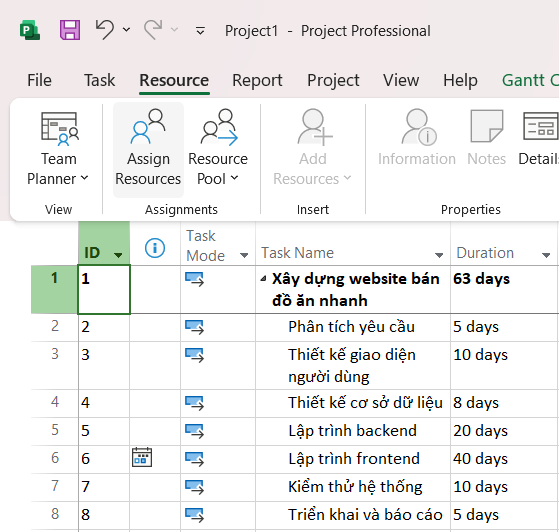 Project1 - Project Professional
File Task Resource Report Project View Help Gantt C
Team Planner
Assign Resources
Resource Pool
Add Resources
Information
Notes
Detail
View
Assignments
Insert
Properties
ID Task Mode Task Name Duration
1 1 Xây dựng website bán đồ ăn nhanh 63 days
2 2 Phân tích yêu cầu 5 days
3 3 Thiết kế giao diện người dùng 10 days
4 4 Thiết kế cơ sở dữ liệu 8 days
5 5 Lập trình backend 20 days
6 6 Lập trình frontend 40 days
7 7 Kiểm thử hệ thống 10 days
8 8 Triển khai và báo cáo 5 days